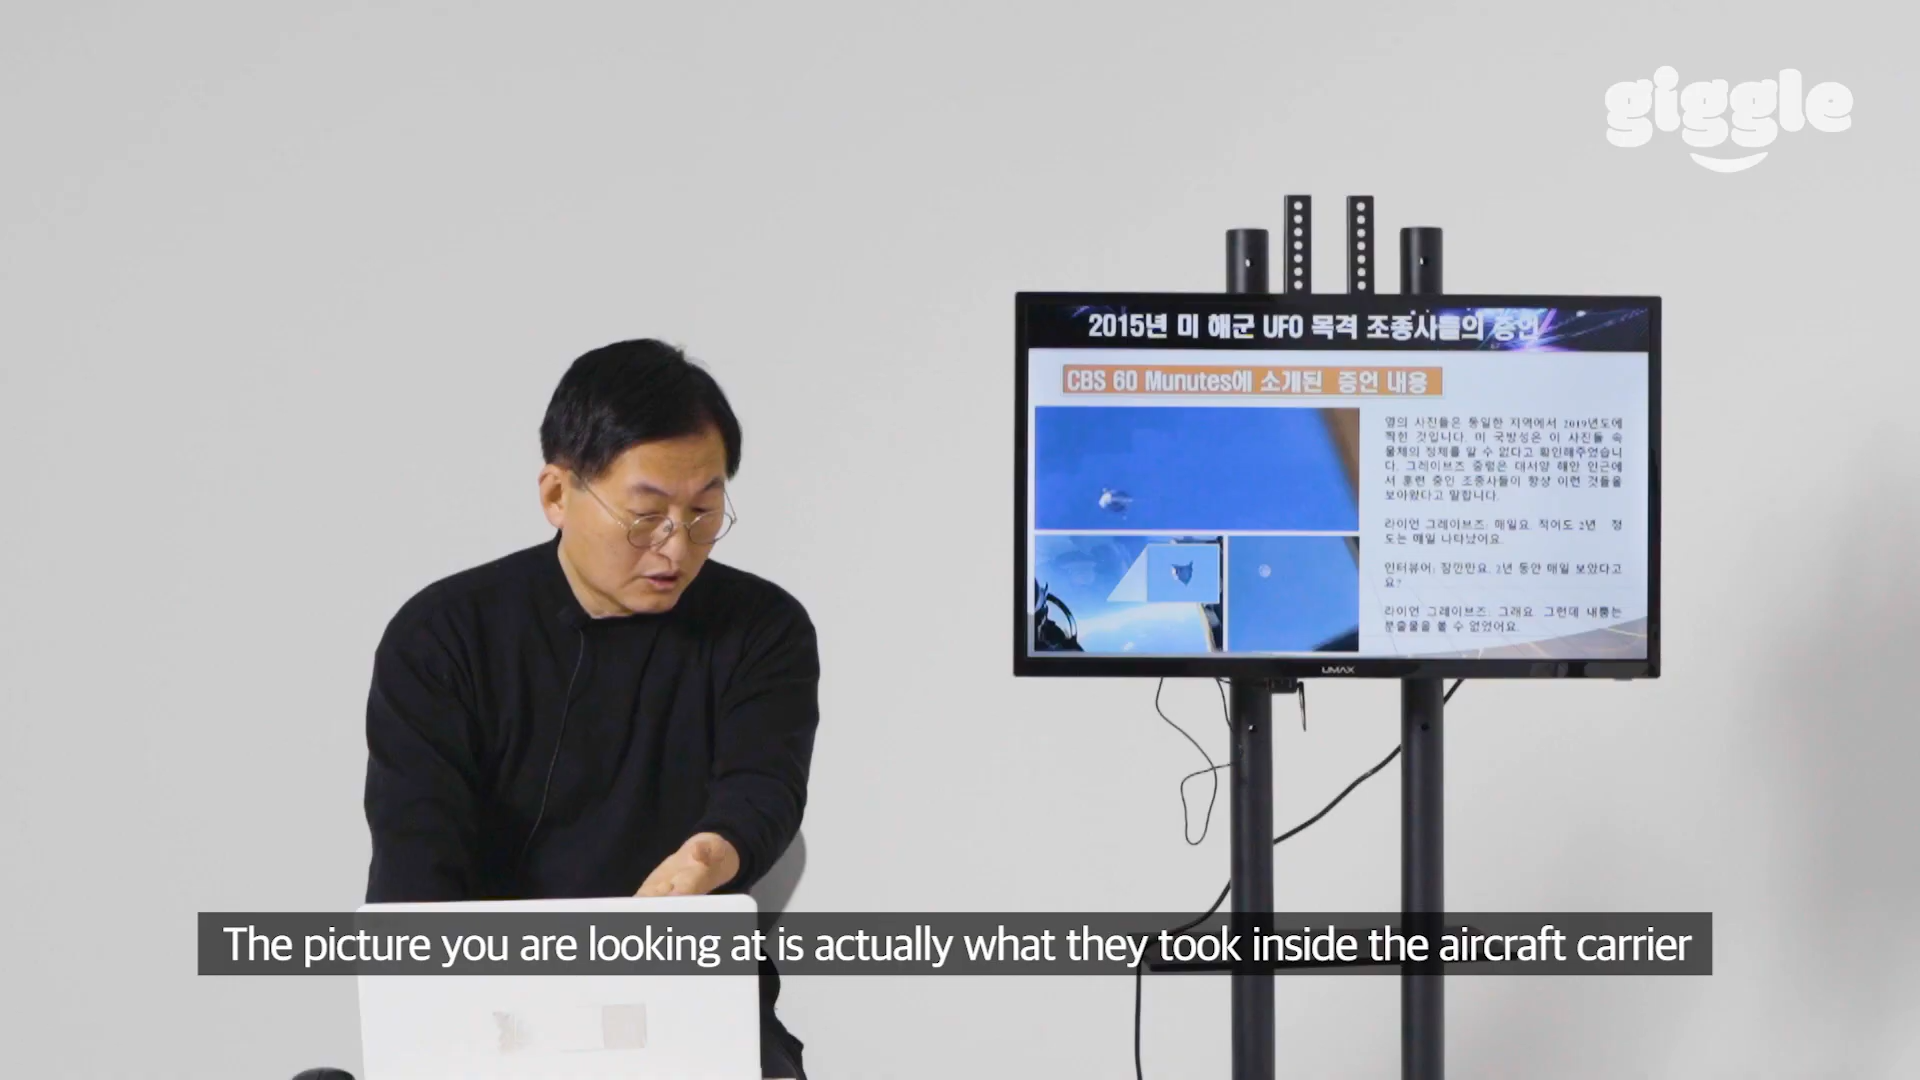 giggle
2015년 미 해군 UFO 목격 조종사들의 증언
CBS 60 Munutes에 소개된 증언 내용
옆의 사진들은 동일한 지역에서 2019년도에
찍힌 것입니다. 미 국방성은 이 사진들 속
물체의 정체를 알 수 없다고 확인해주었습니
다. 그레이브즈 중령은 대서양 해안 인근에
서 훈련 중인 조종사들이 항상 이런 것들을
보아왔다고 말합니다.
라이언 그레이브즈: 매일요. 적어도 2년 정
도는 매일 나타났어요.
인터뷰어: 잠깐만요. 2년 동안 매일 보았다고
요?
라이언 그레이브즈: 그래요. 그런데 내뿜는
분출물을 볼 수 없었어요.
UMAX
The picture you are looking at is actually what they took inside the aircraft carrier